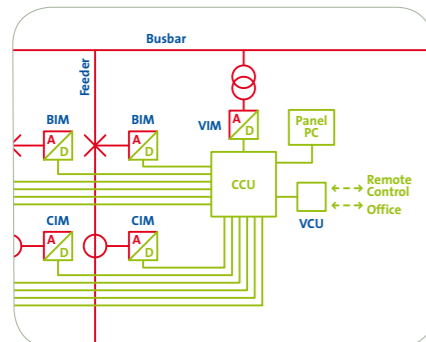 Busbar
Feeder
BIM
A
D
BIM
A
D
VIM
A
D
Panel
PC
CCU
Remote
Control
Office
VCU
CIM
A
D
CIM
A
D